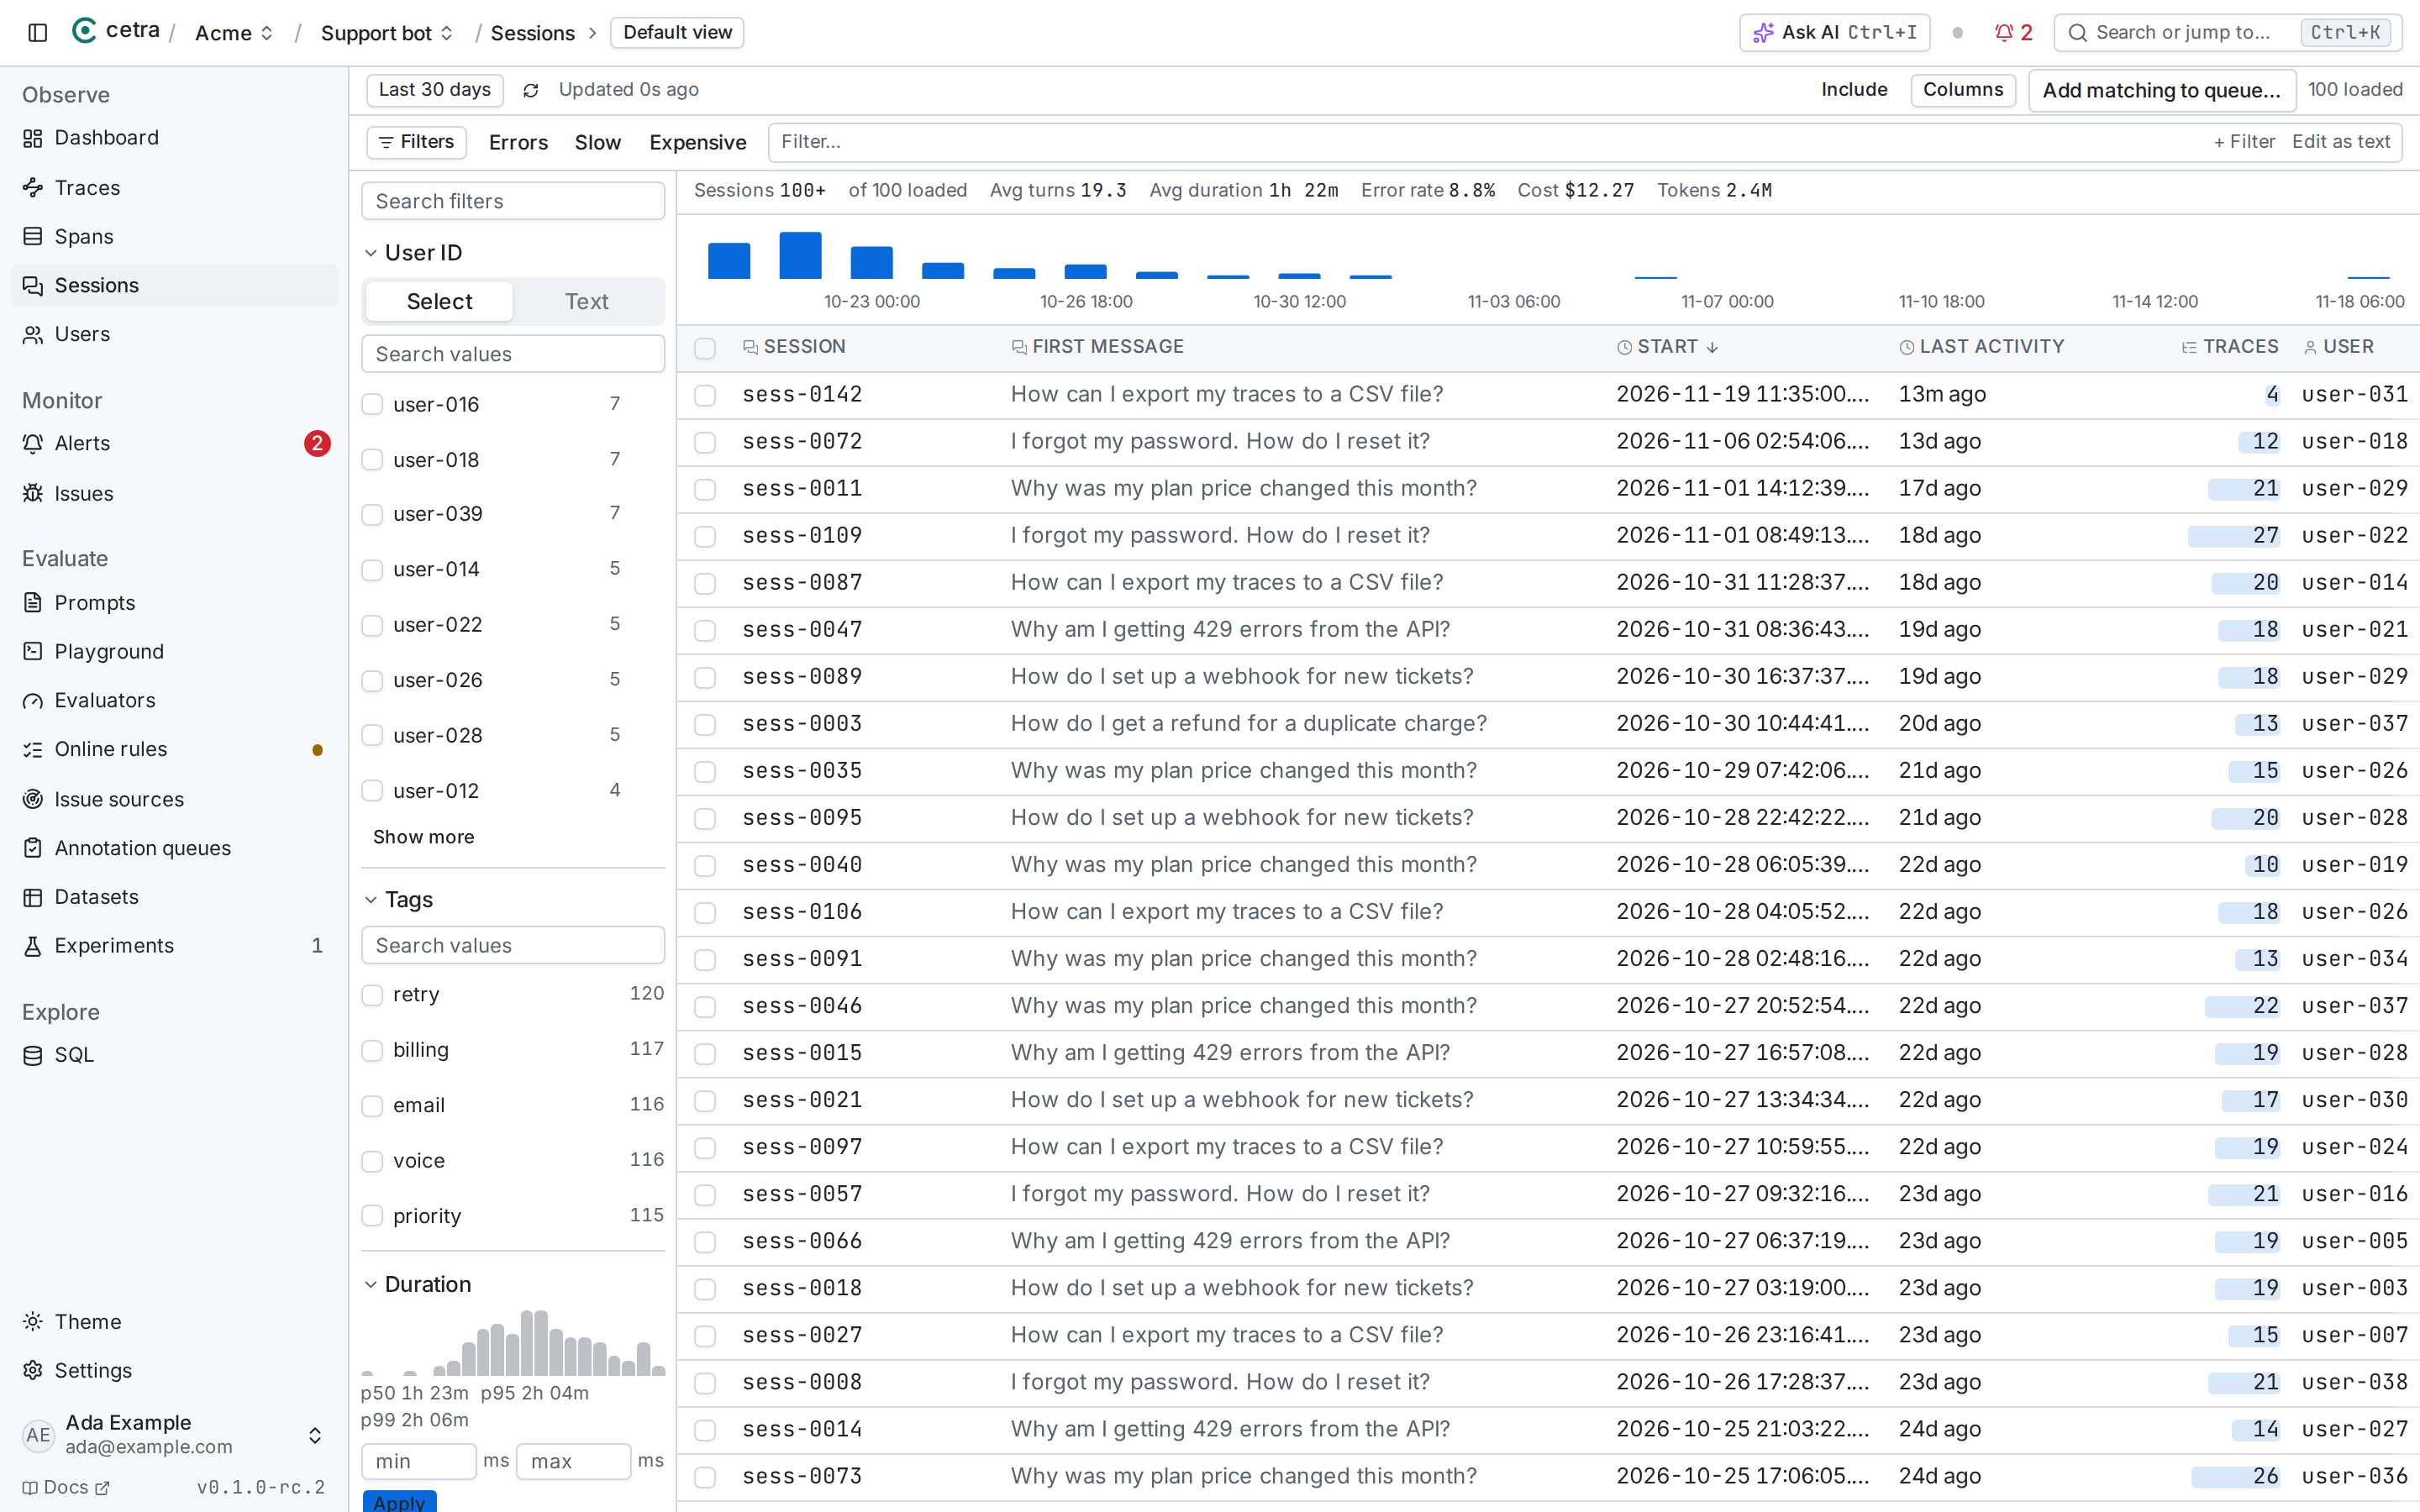 cetra / Acme / Support bot / Sessions > Default view
Ask AI Ctrl+I 2 Search or jump to... Ctrl+K
Observe
Dashboard
Traces
Spans
Sessions
Users
Monitor
Alerts 2
Issues
Evaluate
Prompts
Playground
Evaluators
Online rules
Issue sources
Annotation queues
Datasets
Experiments 1
Explore
SQL
Theme
Settings
AE Ada Example
ada@example.com
Docs v0.1.0-rc.2
Last 30 days Updated 0s ago Include Columns Add matching to queue... 100 loaded
Filters Errors Slow Expensive Filter... + Filter Edit as text
Search filters
User ID
Select Text
Search values
user-016 7
user-018 7
user-039 7
user-014 5
user-022 5
user-026 5
user-028 5
user-012 4
Show more
Tags
Search values
retry 120
billing 117
email 116
voice 116
priority 115
Duration
p50 1h 23m p95 2h 04m
p99 2h 06m
min ms max ms
Apply
Sessions 100+ of 100 loaded Avg turns 19.3 Avg duration 1h 22m Error rate 8.8% Cost $12.27 Tokens 2.4M
10-23 00:00 10-26 18:00 10-30 12:00 11-03 06:00 11-07 00:00 11-10 18:00 11-14 12:00 11-18 06:00
SESSION FIRST MESSAGE START LAST ACTIVITY TRACES USER
sess-0142 How can I export my traces to a CSV file? 2026-11-19 11:35:00.... 13m ago 4 user-031
sess-0072 I forgot my password. How do I reset it? 2026-11-06 02:54:06.... 13d ago 12 user-018
sess-0011 Why was my plan price changed this month? 2026-11-01 14:12:39.... 17d ago 21 user-029
sess-0109 I forgot my password. How do I reset it? 2026-11-01 08:49:13.... 18d ago 27 user-022
sess-0087 How can I export my traces to a CSV file? 2026-10-31 11:28:37.... 18d ago 20 user-014
sess-0047 Why am I getting 429 errors from the API? 2026-10-31 08:36:43.... 19d ago 18 user-021
sess-0089 How do I set up a webhook for new tickets? 2026-10-30 16:37:37.... 19d ago 18 user-029
sess-0003 How do I get a refund for a duplicate charge? 2026-10-30 10:44:41.... 20d ago 13 user-037
sess-0035 Why was my plan price changed this month? 2026-10-29 07:42:06.... 21d ago 15 user-026
sess-0095 How do I set up a webhook for new tickets? 2026-10-28 22:42:22.... 21d ago 20 user-028
sess-0040 Why was my plan price changed this month? 2026-10-28 06:05:39.... 22d ago 10 user-019
sess-0106 How can I export my traces to a CSV file? 2026-10-28 04:05:52.... 22d ago 18 user-026
sess-0091 Why was my plan price changed this month? 2026-10-28 02:48:16.... 22d ago 13 user-034
sess-0046 Why was my plan price changed this month? 2026-10-27 20:52:54.... 22d ago 22 user-037
sess-0015 Why am I getting 429 errors from the API? 2026-10-27 16:57:08.... 22d ago 19 user-028
sess-0021 How do I set up a webhook for new tickets? 2026-10-27 13:34:34.... 22d ago 17 user-030
sess-0097 How can I export my traces to a CSV file? 2026-10-27 10:59:55.... 22d ago 19 user-024
sess-0057 I forgot my password. How do I reset it? 2026-10-27 09:32:16.... 23d ago 21 user-016
sess-0066 Why am I getting 429 errors from the API? 2026-10-27 06:37:19.... 23d ago 19 user-005
sess-0018 How do I set up a webhook for new tickets? 2026-10-27 03:19:00.... 23d ago 19 user-003
sess-0027 How can I export my traces to a CSV file? 2026-10-26 23:16:41.... 23d ago 15 user-007
sess-0008 I forgot my password. How do I reset it? 2026-10-26 17:28:37.... 23d ago 21 user-038
sess-0014 Why am I getting 429 errors from the API? 2026-10-25 21:03:22.... 24d ago 14 user-027
sess-0073 Why was my plan price changed this month? 2026-10-25 17:06:05.... 24d ago 26 user-036